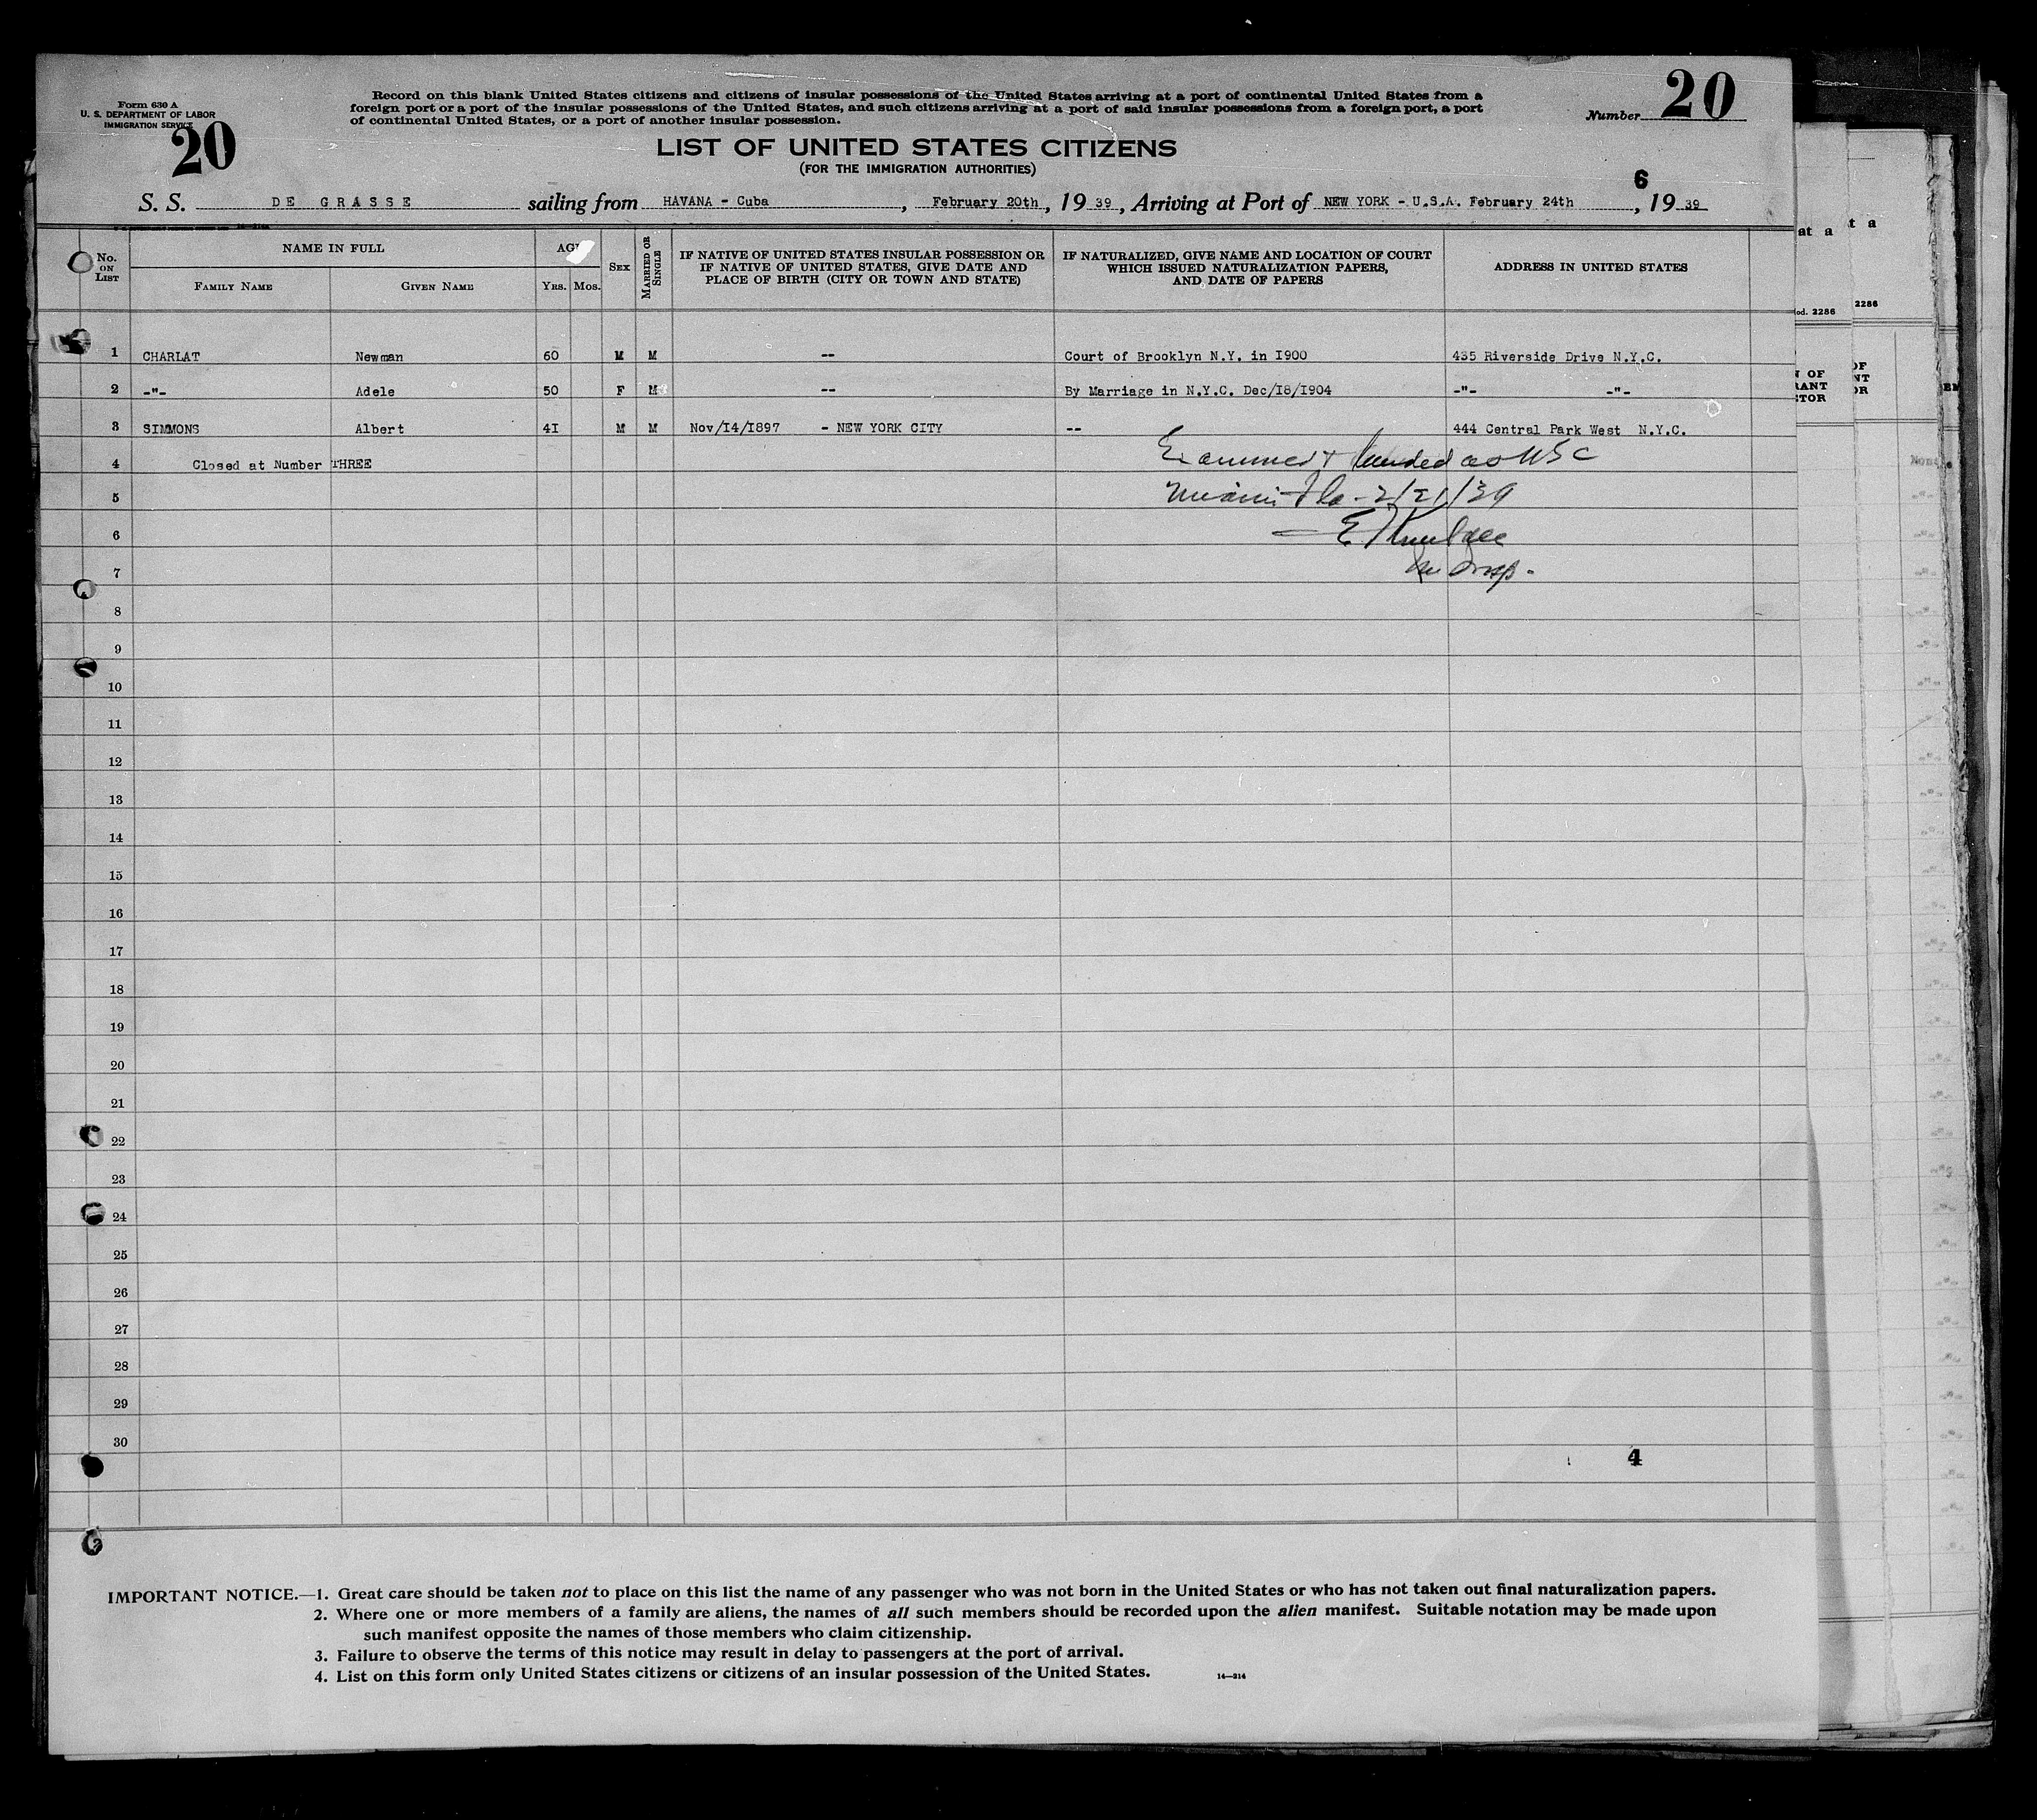 Form 630 A
U. S. DEPARTMENT OF LABOR
IMMIGRATION SERVICE
20
Record on this blank United States citizens and citizens of insular possessions of the United States arriving at a port of continental United States from a
foreign port or a port of the insular possessions of the United States, and such citizens arriving at a port of said insular possessions from a foreign port, a port
of continental United States, or a port of another insular possession.
Number 20
LIST OF UNITED STATES CITIZENS
(FOR THE IMMIGRATION AUTHORITIES)
6
S. S. DE GRASSE sailing from HAVANA - Cuba, February 20th, 19 39, Arriving at Port of NEW YORK - U.S.A. February 24th, 19 39
No. ON LIST
NAME IN FULL
FAMILY NAME GIVEN NAME
AGE
YRS. MOS.
SEX
MARRIED OR SINGLE
IF NATIVE OF UNITED STATES INSULAR POSSESSION OR
IF NATIVE OF UNITED STATES, GIVE DATE AND
PLACE OF BIRTH (CITY OR TOWN AND STATE)
IF NATURALIZED, GIVE NAME AND LOCATION OF COURT
WHICH ISSUED NATURALIZATION PAPERS,
AND DATE OF PAPERS
ADDRESS IN UNITED STATES
1 CHARLAT Newman 60 M M -- Court of Brooklyn N.Y. in I900 435 Riverside Drive N.Y.C.
2 -"- Adele 50 F M -- By Marriage in N.Y.C. Dec/I8/I904 -"- -"-
3 SIMMONS Albert 4I M M Nov/I4/I897 - NEW YORK CITY -- 444 Central Park West N.Y.C.
Examined + landed as USC
4 Closed at Number THREE
Miami Fla - 2/21/39
5
6
7
8
9
10
11
12
13
14
15
16
17
18
19
20
21
22
23
24
25
26
27
28
29
30
4
IMPORTANT NOTICE.—1. Great care should be taken not to place on this list the name of any passenger who was not born in the United States or who has not taken out final naturalization papers.
2. Where one or more members of a family are aliens, the names of all such members should be recorded upon the alien manifest. Suitable notation may be made upon
such manifest opposite the names of those members who claim citizenship.
3. Failure to observe the terms of this notice may result in delay to passengers at the port of arrival.
4. List on this form only United States citizens or citizens of an insular possession of the United States. 14—314